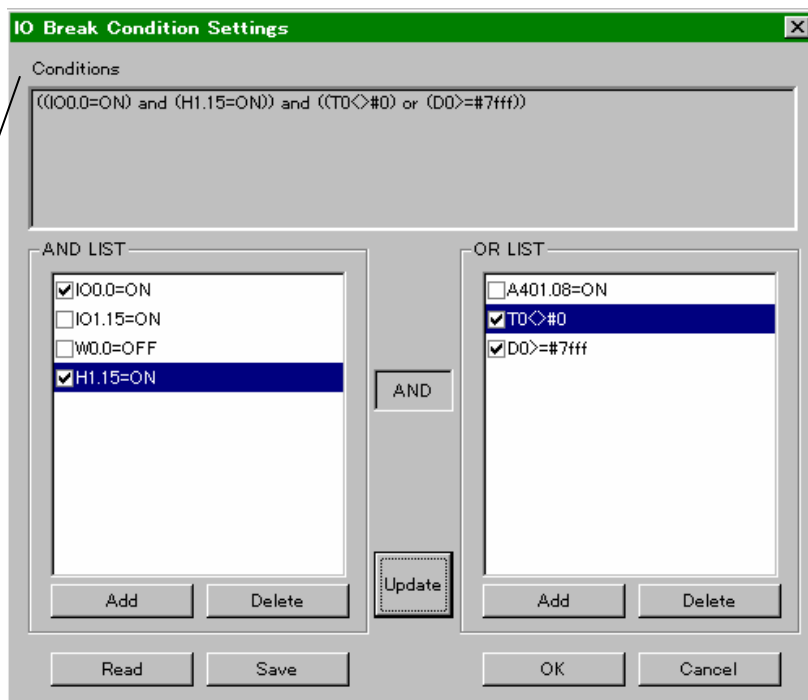 IO Break Condition Settings
Conditions
((IO0.0=ON) and (H1.15=ON)) and ((T0<>#0) or (D0>=#7fff))
AND LIST
IO0.0=ON
IO1.15=ON
W0.0=OFF
H1.15=ON
Add
Delete
AND
Update
OR LIST
A401.08=ON
T0<>#0
D0>=#7fff
Add
Delete
Read
Save
OK
Cancel